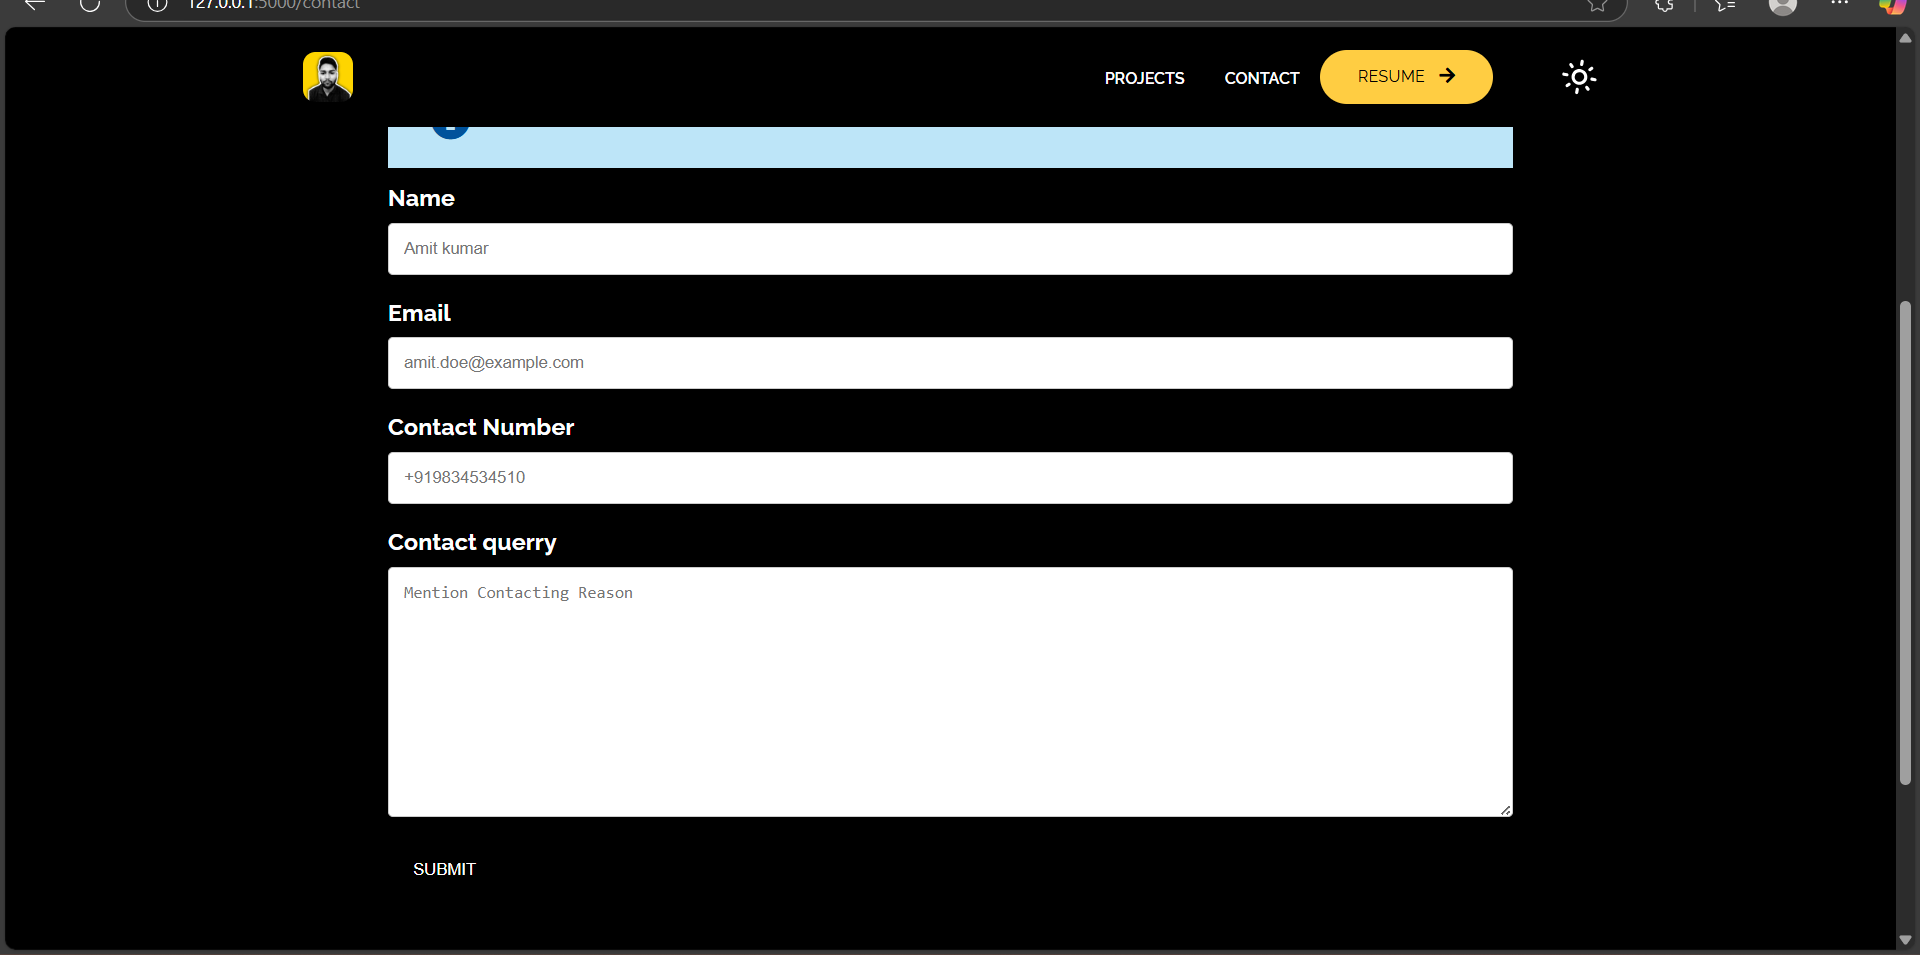 127.0.0.1:5000/contact
PROJECTS CONTACT RESUME
Name
Amit kumar
Email
amit.doe@example.com
Contact Number
+919834534510
Contact querry
Mention Contacting Reason
SUBMIT